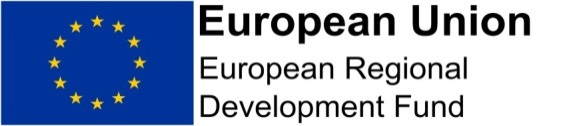 European Union
European Regional
Development Fund